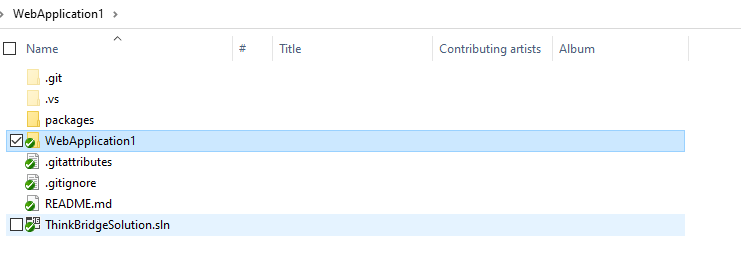 WebApplication1
Name # Title Contributing artists Album
.git
.vs
packages
WebApplication1
.gitattributes
.gitignore
README.md
ThinkBridgeSolution.sln